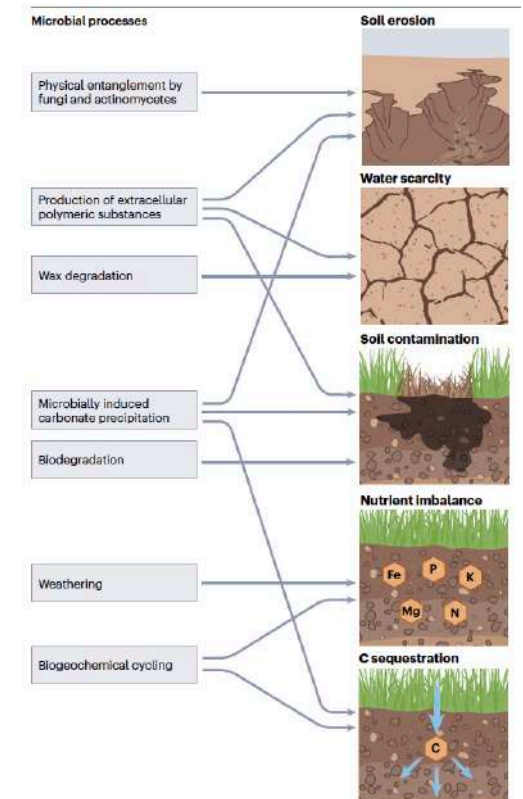 Microbial processes
Physical entanglement by
fungi and actinomycetes
Production of extracellular
polymeric substances
Wax degradation
Microbially induced
carbonate precipitation
Biodegradation
Weathering
Biogeochemical cycling
Soil erosion
Water scarcity
Soil contamination
Nutrient imbalance
Fe
P
K
Mg
N
C sequestration
C